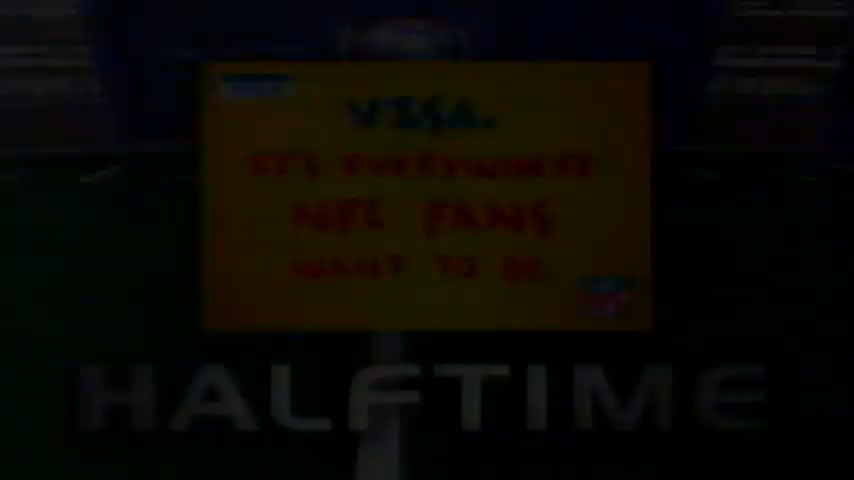 VISA.
IT'S EVERYWHERE
NFL FANS
WANT TO BE.
HALFTIME